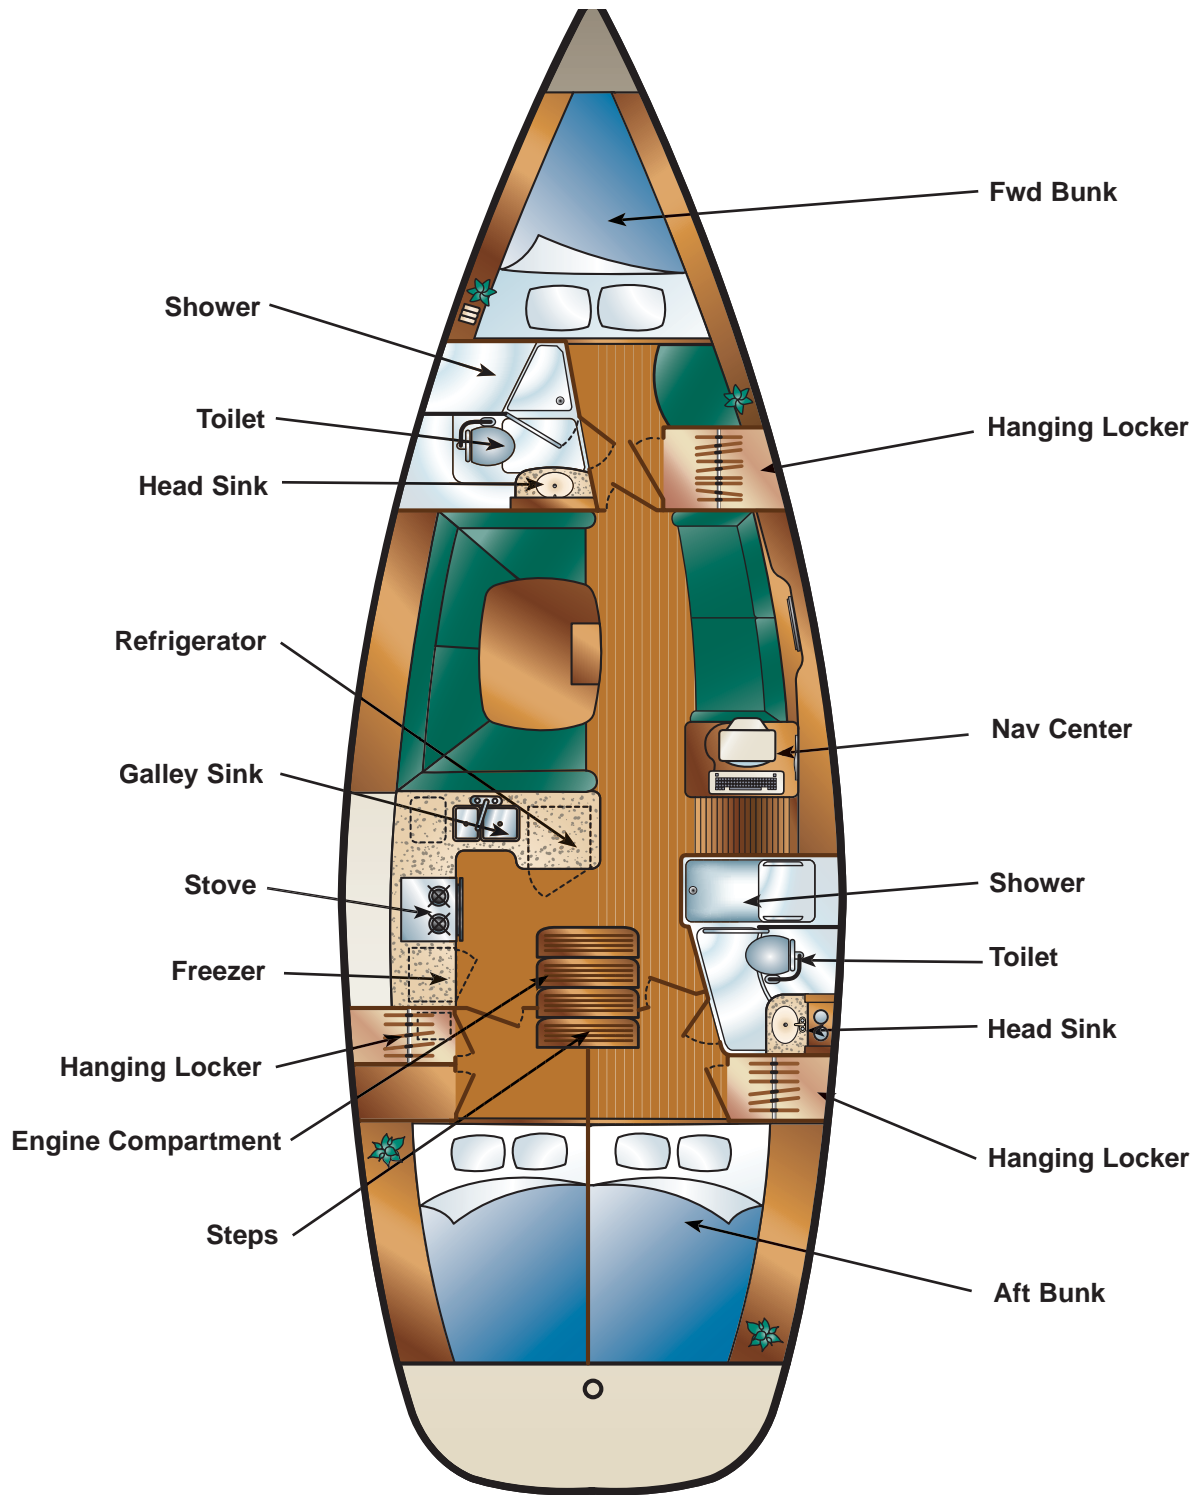 Fwd Bunk
Shower
Toilet
Hanging Locker
Head Sink
Refrigerator
Nav Center
Galley Sink
Stove
Shower
Freezer
Toilet
Head Sink
Hanging Locker
Engine Compartment
Hanging Locker
Steps
Aft Bunk